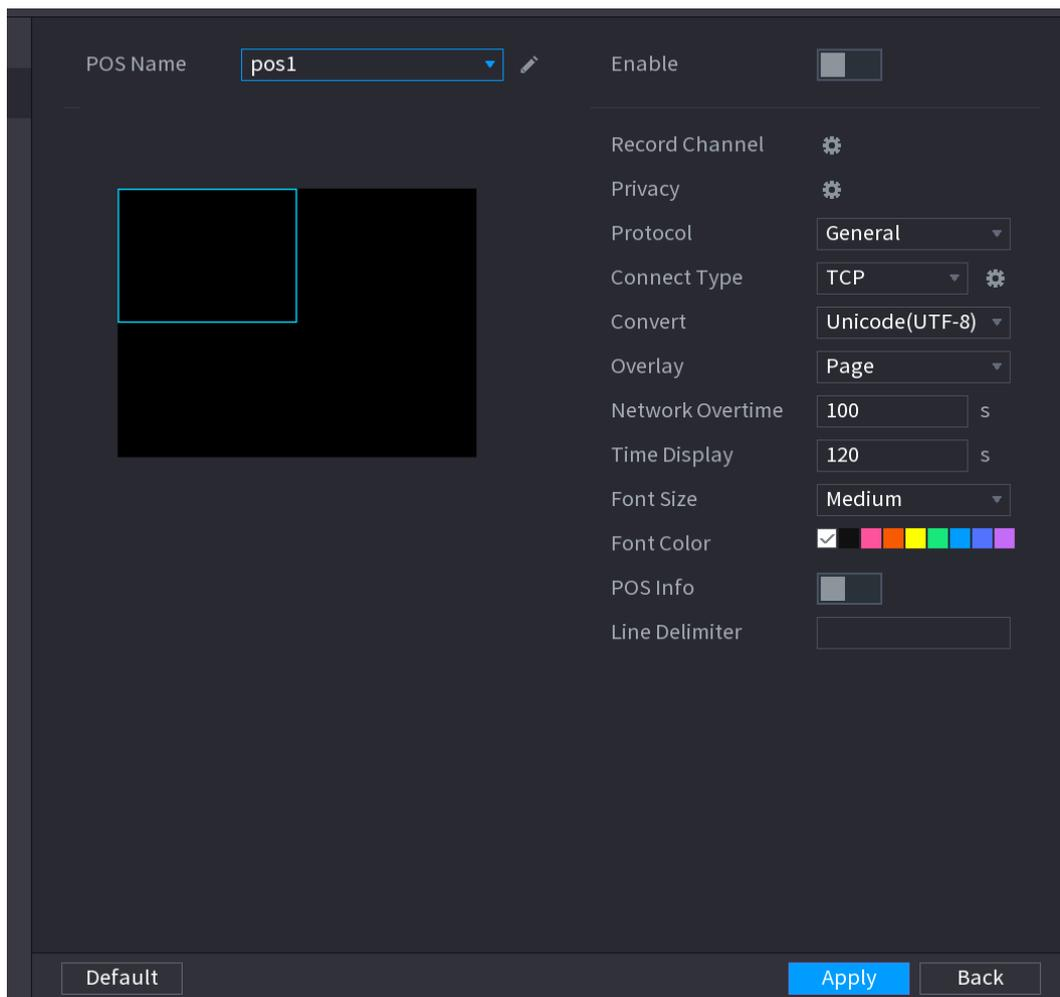 POS Name pos1 Enable
Record Channel
Privacy
Protocol General
Connect Type TCP
Convert Unicode(UTF-8)
Overlay Page
Network Overtime 100 s
Time Display 120 s
Font Size Medium
Font Color
POS Info
Line Delimiter
Default Apply Back